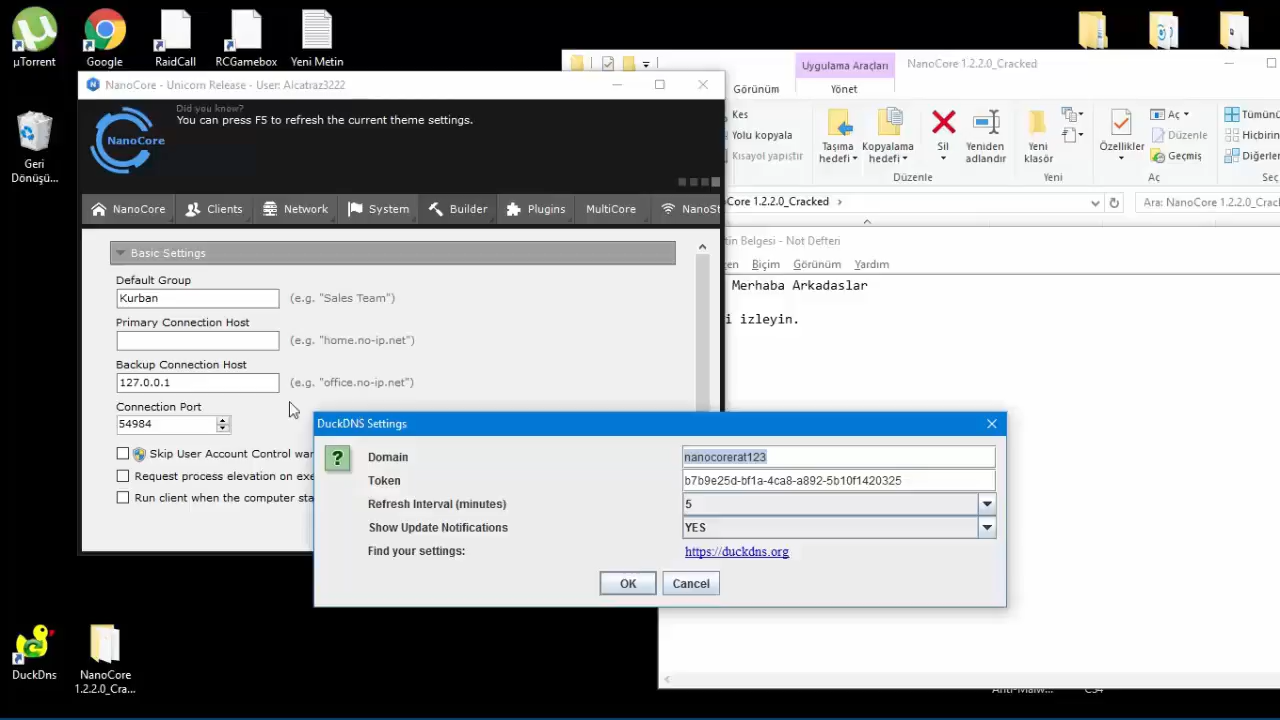 µTorrent
Google
RaidCall
RCGamebox
Yeni Metin
Geri
Dönüşü...
NanoCore - Unicorn Release - User: Alcatraz3222
Did you know?
You can press F5 to refresh the current theme settings.
NanoCore
NanoCore
Clients
Network
System
Builder
Plugins
MultiCore
NanoSt
Basic Settings
Default Group
Kurban
(e.g. "Sales Team")
Primary Connection Host
(e.g. "home.no-ip.net")
Backup Connection Host
127.0.0.1
(e.g. "office.no-ip.net")
Connection Port
54984
Skip User Account Control war
Request process elevation on exe
Run client when the computer sta
Uygulama Araçları
NanoCore 1.2.2.0_Cracked
Görünüm
Yönet
Kes
Yolu kopyala
Kısayol yapıştır
Taşıma
hedefi
Kopyalama
hedefi
Sil
Yeniden
adlandır
Düzenle
Yeni
klasör
Yeni
Özellikler
Aç
Düzenle
Geçmiş
Aç
Tümünü
Hiçbirin
Diğerler
Seç
Core 1.2.2.0_Cracked
Ara: NanoCore 1.2.2.0_Crack
tin Belgesi - Not Defteri
en Biçim Görünüm Yardım
Merhaba Arkadaslar
i izleyin.
DuckDNS Settings
Domain
nanocorerat123
Token
b7b9e25d-bf1a-4ca8-a892-5b10f1420325
Refresh Interval (minutes)
5
Show Update Notifications
YES
Find your settings:
https://duckdns.org
OK
Cancel
DuckDns
NanoCore
1.2.2.0_Cra...